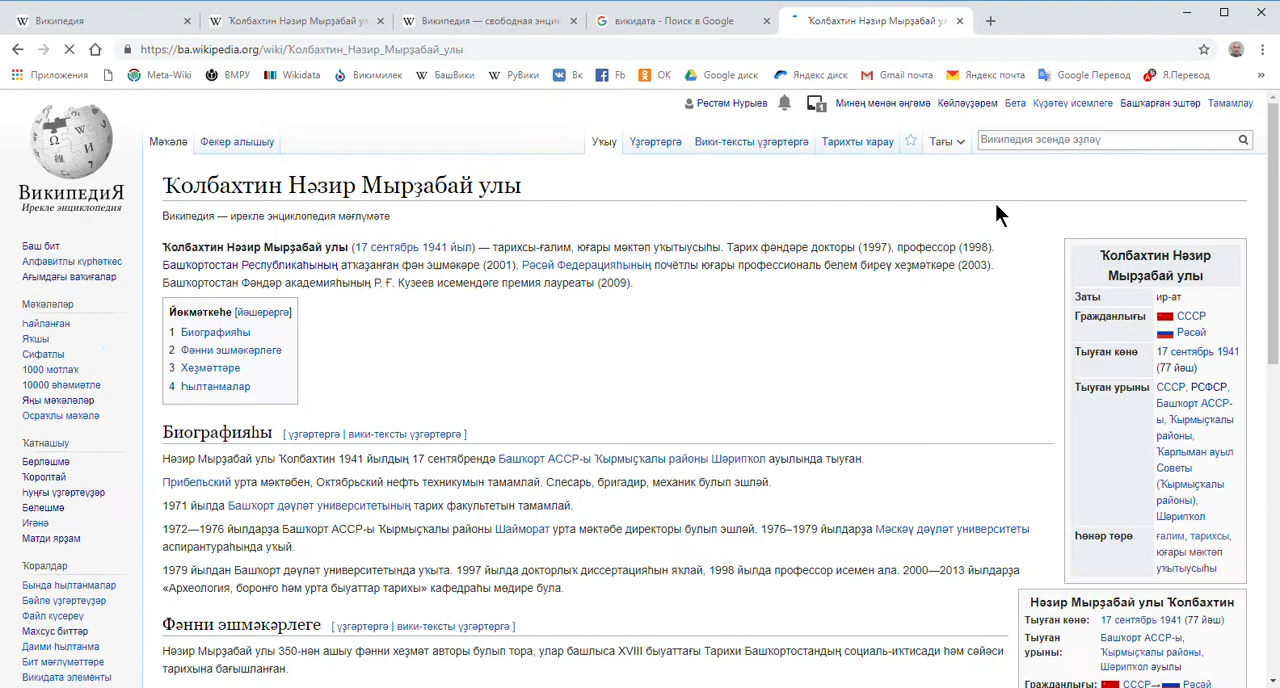 Википедия
Ҡолбахтин Нәзир Мырҙабай ул
Википедия — свободная энцик
викидата - Поиск в Google
Ҡолбахтин Нәзир Мырҙабай ул
https://ba.wikipedia.org/wiki/Ҡолбахтин_Нәзир_Мырҙабай_улы
Приложения Meta-Wiki ВМРУ Wikidata Викимилек БашВики РуВики Вк Fb OK Google диск Яндекс диск Gmail почта Яндекс почта Google Перевод Я.Перевод
Рөстәм Нурыев 1 Минең менән әңгәмә Көйләүҙәрем Бета Күҙәтеү исемлеге Башҡарған эштәр Тамамлау
Мәҡәлә Фекер алышыу Уҡыу Үҙгәртергә Вики-тексты үҙгәртергә Тарихты ҡарау Тағы Википедия эсендә эҙләү
ВикипедиЯ
Ирекле энциклопедия
Баш бит
Алфавитлы күрһәткес
Ағымдағы ваҡиғалар
Мәҡәләләр
Һайланған
Яҡшы
Сифатлы
1000 мотлаҡ
10000 әһәмиәтле
Яңы мәҡәләләр
Осраҡлы мәҡәлә
Ҡатнашыу
Берләшмә
Ҡоролтай
Һуңғы үҙгәртеүҙәр
Белешмә
Иғәнә
Матди ярҙам
Ҡоралдар
Бында һылтанмалар
Бәйле үҙгәртеүҙәр
Файл күсереү
Махсус биттәр
Даими һылтанма
Бит мәғлүмәттәре
Викидата элементы
Ҡолбахтин Нәзир Мырҙабай улы
Википедия — ирекле энциклопедия мәғлүмәте
Ҡолбахтин Нәзир Мырҙабай улы (17 сентябрь 1941 йыл) — тарихсы-ғалим, юғары мәктәп уҡытыусыһы. Тарих фәндәре докторы (1997), профессор (1998).
Башҡортостан Республикаһының атҡаҙанған фән эшмәкәре (2001), Рәсәй Федерацияһының почётлы юғары профессиональ белем биреү хеҙмәткәре (2003).
Башҡортостан Фәндәр академияһының Р. Ғ. Кузеев исемендәге премия лауреаты (2009).
Йөкмәткеһе [йәшерергә]
1 Биографияһы
2 Фәнни эшмәкәрлеге
3 Хеҙмәттәре
4 Һылтанмалар
Биографияһы [ үҙгәртергә | вики-тексты үҙгәртергә ]
Нәзир Мырҙабай улы Ҡолбахтин 1941 йылдың 17 сентябрендә Башҡорт АССР-ы Ҡырмыҫҡалы районы Шәрипҡол ауылында тыуған.
Прибельский урта мәктәбен, Октябрьский нефть техникумын тамамлай. Слесарь, бригадир, механик булып эшләй.
1971 йылда Башҡорт дәүләт университетының тарих факультетын тамамлай.
1972—1976 йылдарҙа Башҡорт АССР-ы Ҡырмыҫҡалы районы Шайморат урта мәктәбе директоры булып эшләй. 1976–1979 йылдарҙа Мәскәү дәүләт университеты
аспирантураһында уҡый.
1979 йылдан Башҡорт дәүләт университетында уҡыта. 1997 йылда докторлыҡ диссертацияһын яҡлай, 1998 йылда профессор исемен ала. 2000—2013 йылдарҙа
«Археология, боронғо һәм урта быуаттар тарихы» кафедраһы мөдире була.
Фәнни эшмәкәрлеге [ үҙгәртергә | вики-тексты үҙгәртергә ]
Нәзир Мырҙабай улы 350-нән ашыу фәнни хеҙмәт авторы булып тора, улар башлыса XVIII быуаттағы Тарихи Башҡортостандың социаль-иҡтисади һәм сәйәси
тарихына бағышланған.
Ҡолбахтин Нәзир
Мырҙабай улы
Заты ир-ат
Гражданлығы СССР
Рәсәй
Тыуған көнө 17 сентябрь 1941
(77 йәш)
Тыуған урыны СССР, РСФСР,
Башҡорт АССР-
ы, Ҡырмыҫҡалы
районы,
Ҡарлыман ауыл
Советы
(Ҡырмыҫҡалы
районы),
Шәрипҡол
Һөнәр төрө ғалим, тарихсы,
юғары мәктәп
уҡытыусыһы
Нәзир Мырҙабай улы Ҡолбахтин
Тыуған көнө: 17 сентябрь 1941 (77 йәш)
Тыуған Башҡорт АССР-ы,
урыны: Ҡырмыҫҡалы районы,
Шәрипҡол ауылы
Гражданлығы: СССР→ Рәсәй